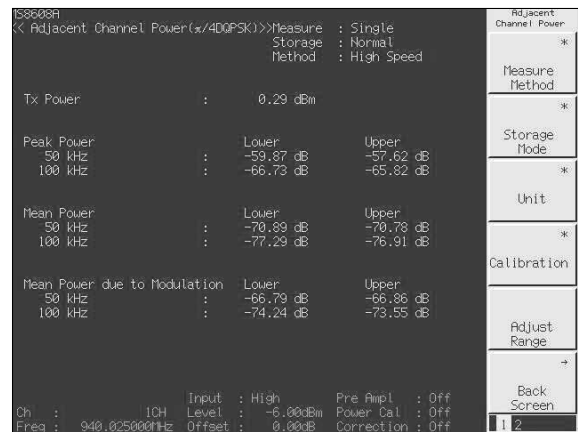 MS8608A
<< Adjacent Channel Power(π/4DQPSK)>>Measure : Single
Storage : Normal
Method : High Speed
Tx Power : 0.29 dBm
Peak Power Lower Upper
50 kHz : -59.87 dB -57.62 dB
100 kHz : -66.73 dB -65.82 dB
Mean Power Lower Upper
50 kHz : -70.89 dB -70.78 dB
100 kHz : -77.29 dB -76.91 dB
Mean Power due to Modulation Lower Upper
50 kHz : -66.79 dB -66.86 dB
100 kHz : -74.24 dB -73.55 dB
Input : High Pre Ampl : Off
Ch : 1CH Level : -6.00dBm Power Cal : Off
Freq : 940.025000MHz Offset : 0.00dB Correction : Off
Adjacent
Channel Power
*
Measure
Method
*
Storage
Mode
*
Unit
*
Calibration
Adjust
Range
→
Back
Screen
1 2